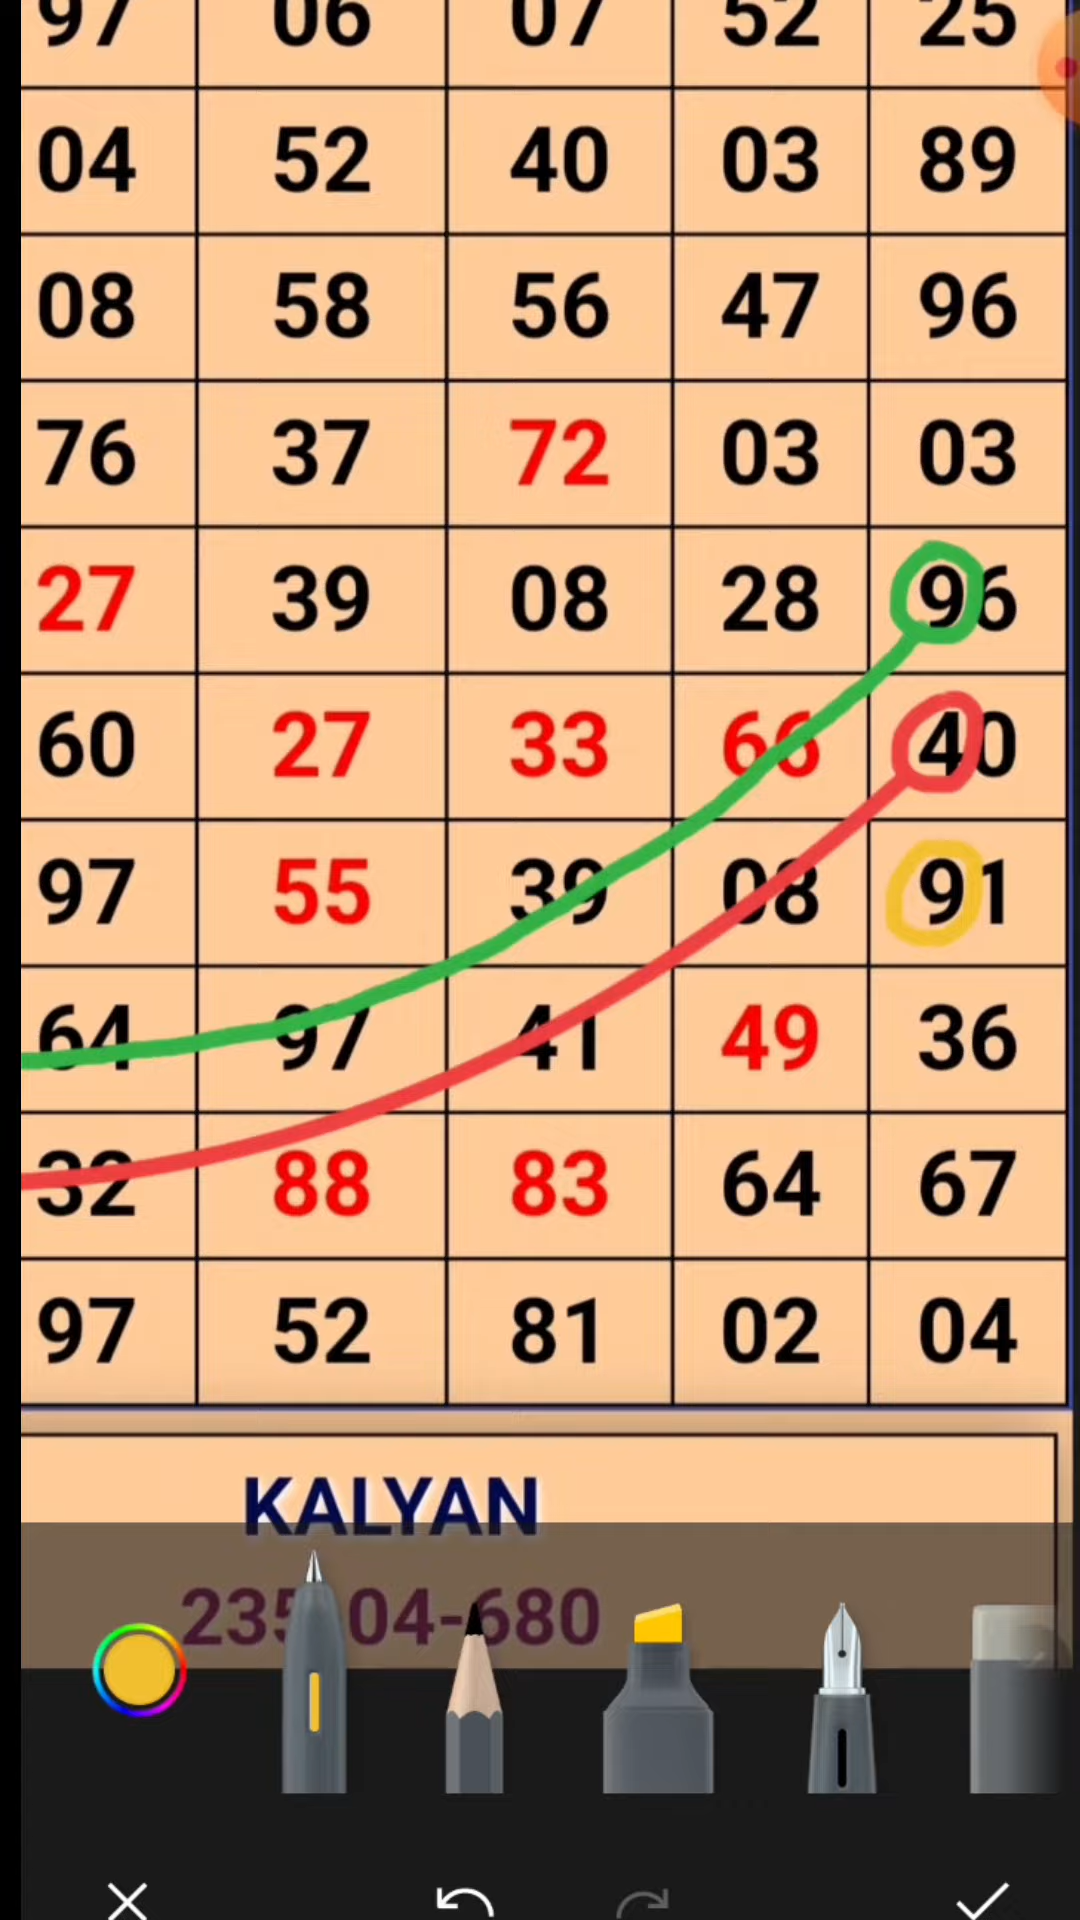 97 06 07 52 25
04 52 40 03 89
08 58 56 47 96
76 37 72 03 03
27 39 08 28 96
60 27 33 66 40
97 55 39 08 91
64 97 41 49 36
32 88 83 64 67
97 52 81 02 04
KALYAN
235-04-680